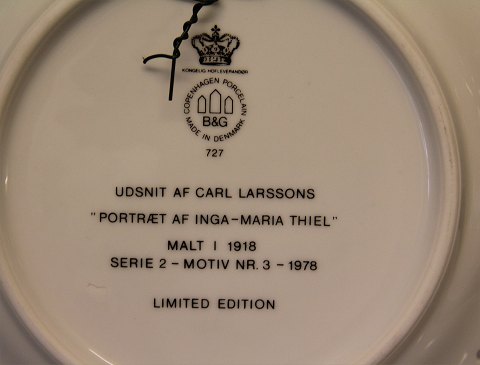 KONGELIG HOFLEVERANDØR
COPENHAGEN PORCELAIN
B&G
MADE IN DENMARK
727
UDSNIT AF CARL LARSSONS
"PORTRÆT AF INGA-MARIA THIEL"
MALT I 1918
SERIE 2 - MOTIV NR. 3 - 1978
LIMITED EDITION